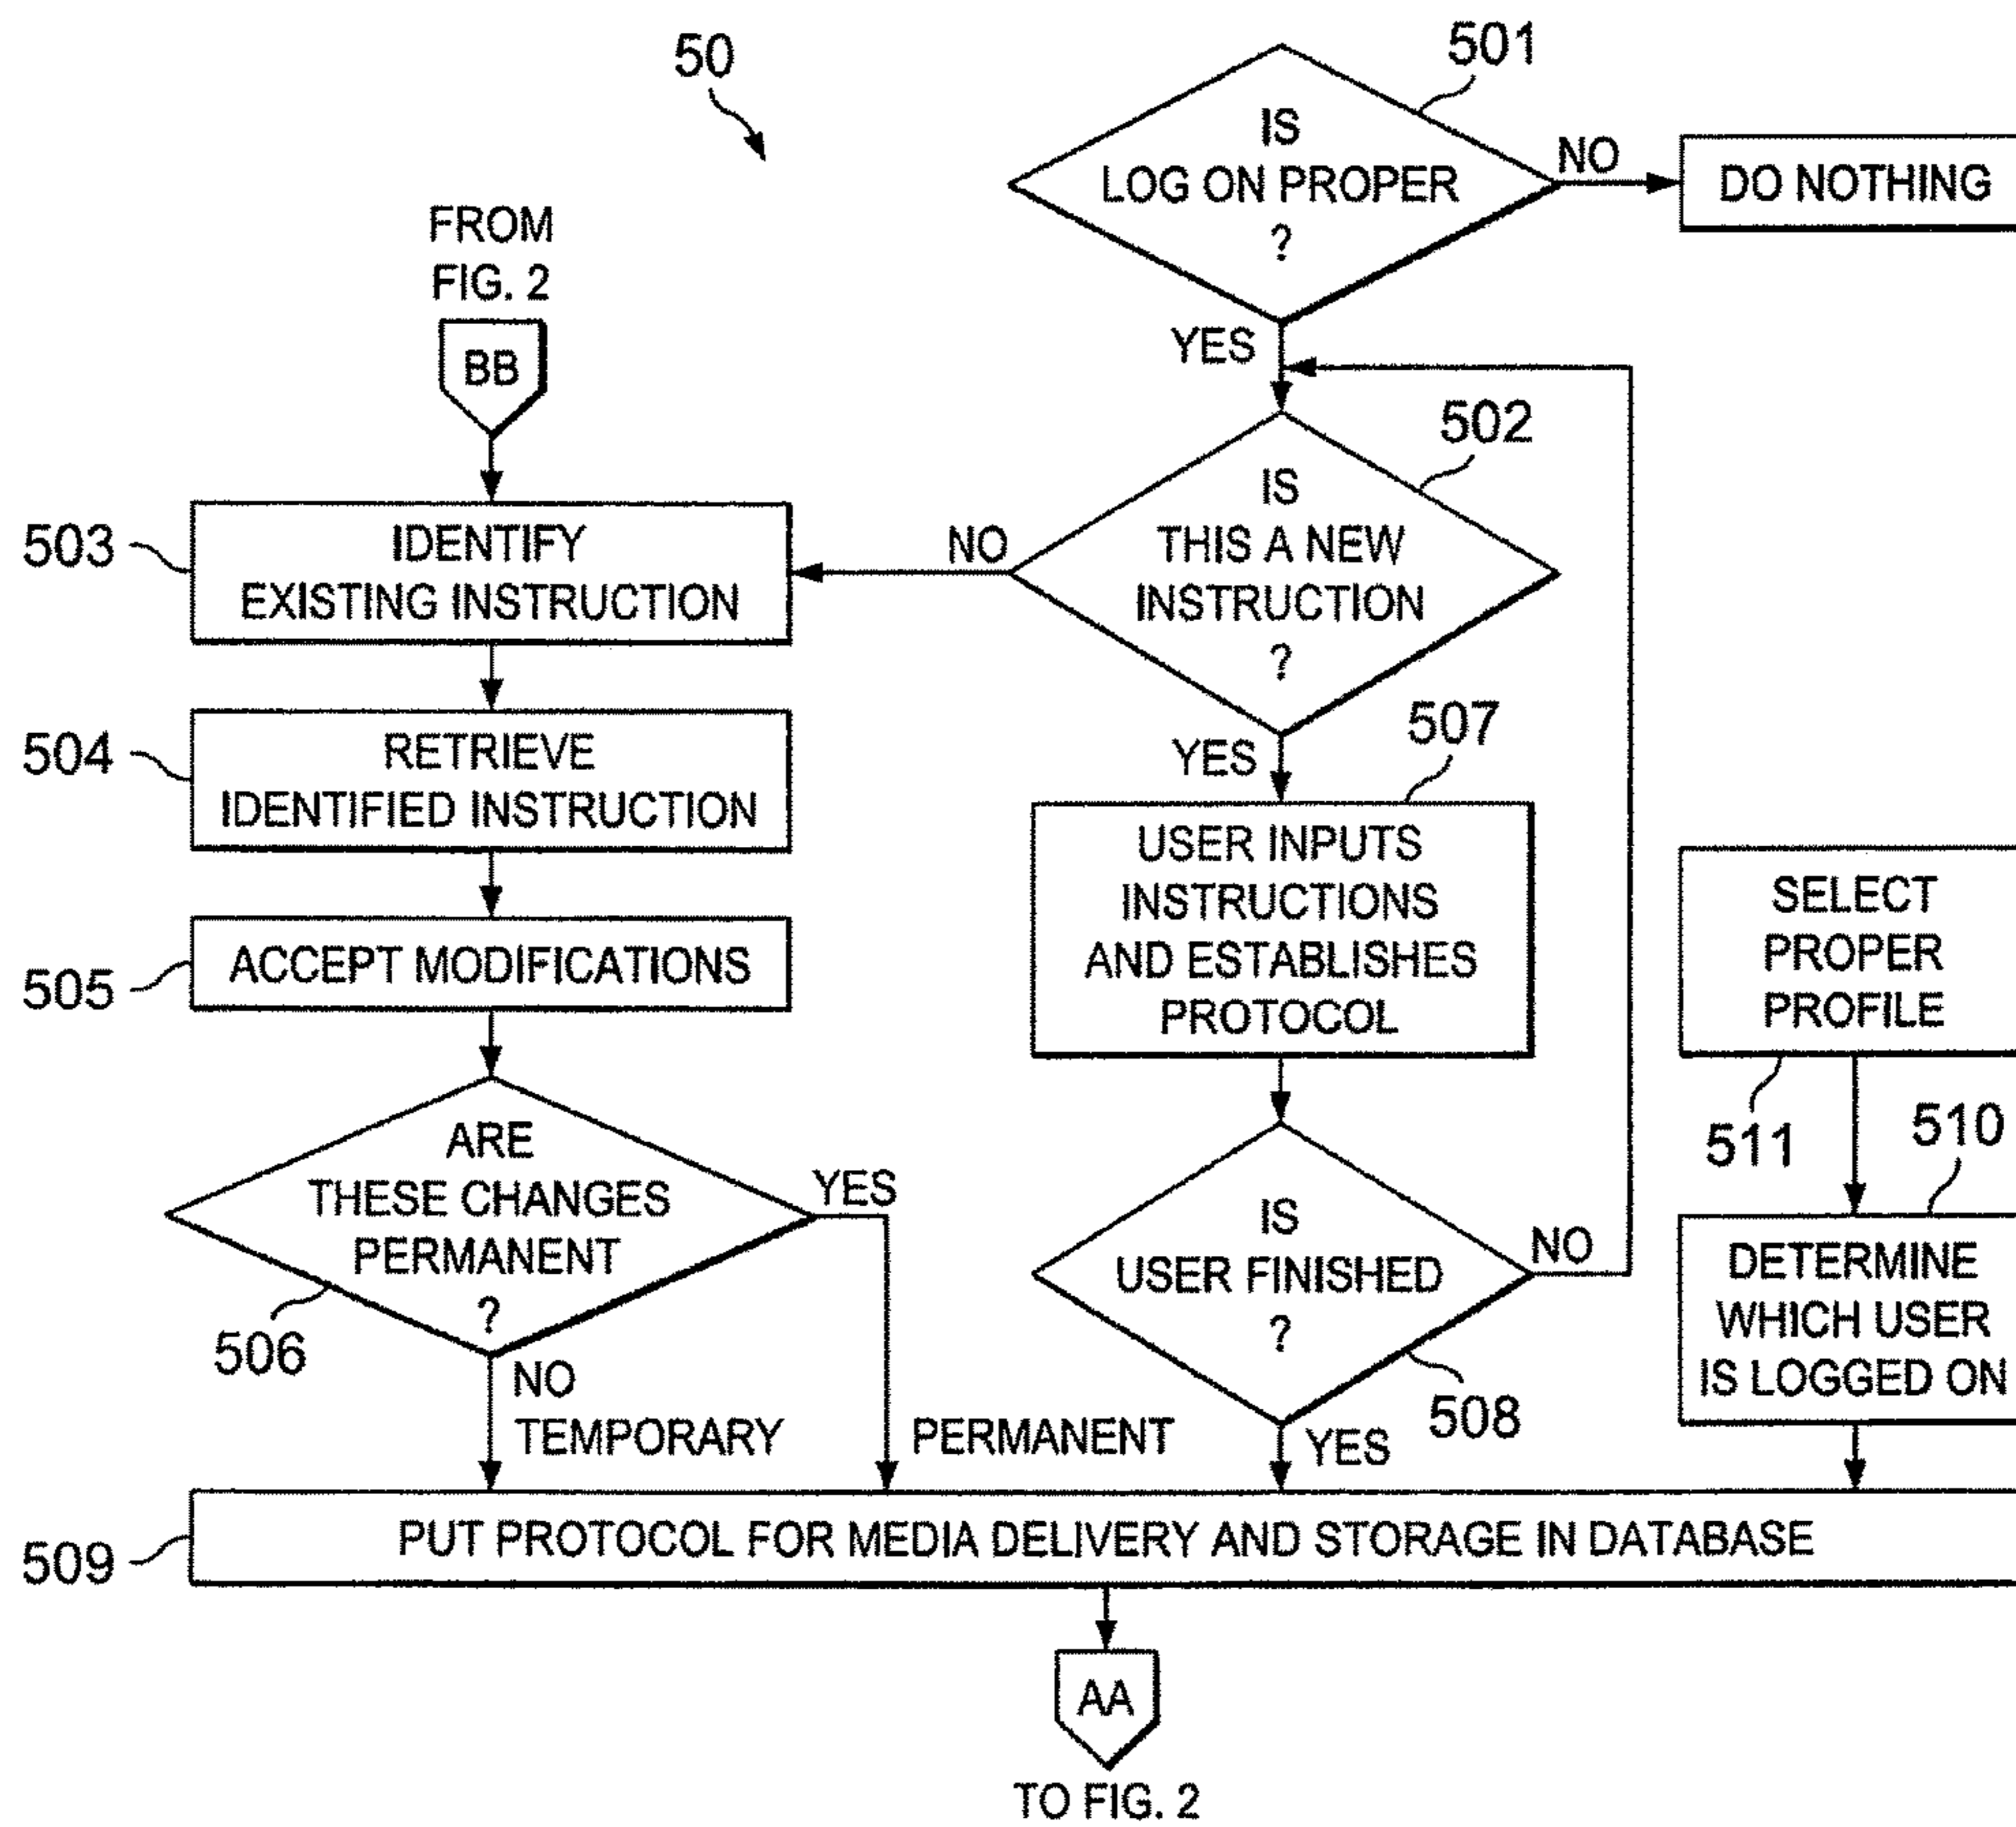 50
501
IS
LOG ON PROPER
?
NO
DO NOTHING
YES
FROM
FIG. 2
BB
502
IS
THIS A NEW
INSTRUCTION
?
NO
YES
503
IDENTIFY
EXISTING INSTRUCTION
504
RETRIEVE
IDENTIFIED INSTRUCTION
505
ACCEPT MODIFICATIONS
ARE
THESE CHANGES
PERMANENT
?
506
YES
NO
TEMPORARY
PERMANENT
507
USER INPUTS
INSTRUCTIONS
AND ESTABLISHES
PROTOCOL
IS
USER FINISHED
?
NO
508
YES
SELECT
PROPER
PROFILE
511
510
DETERMINE
WHICH USER
IS LOGGED ON
509
PUT PROTOCOL FOR MEDIA DELIVERY AND STORAGE IN DATABASE
AA
TO FIG. 2